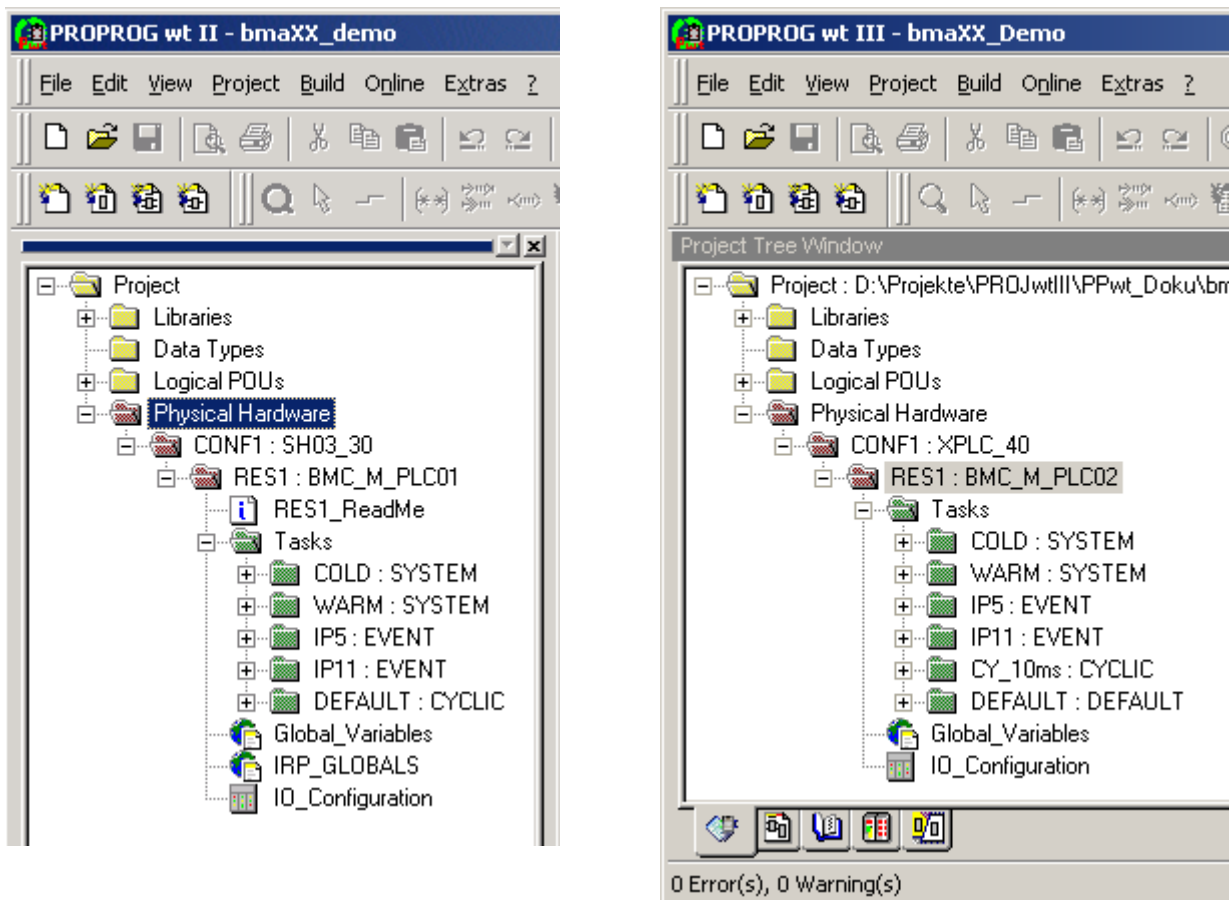 PROPROG wt II - bmaXX_demo
File Edit View Project Build Online Extras ?
Project
Libraries
Data Types
Logical POUs
Physical Hardware
CONF1 : SH03_30
RES1 : BMC_M_PLC01
RES1_ReadMe
Tasks
COLD : SYSTEM
WARM : SYSTEM
IP5 : EVENT
IP11 : EVENT
DEFAULT : CYCLIC
Global_Variables
IRP_GLOBALS
IO_Configuration
PROPROG wt III - bmaXX_Demo
File Edit View Project Build Online Extras ?
Project Tree Window
Project : D:\Projekte\PROJwtIII\PPwt_Doku\bm
Libraries
Data Types
Logical POUs
Physical Hardware
CONF1 : XPLC_40
RES1 : BMC_M_PLC02
Tasks
COLD : SYSTEM
WARM : SYSTEM
IP5 : EVENT
IP11 : EVENT
CY_10ms : CYCLIC
DEFAULT : DEFAULT
Global_Variables
IO_Configuration
0 Error(s), 0 Warning(s)